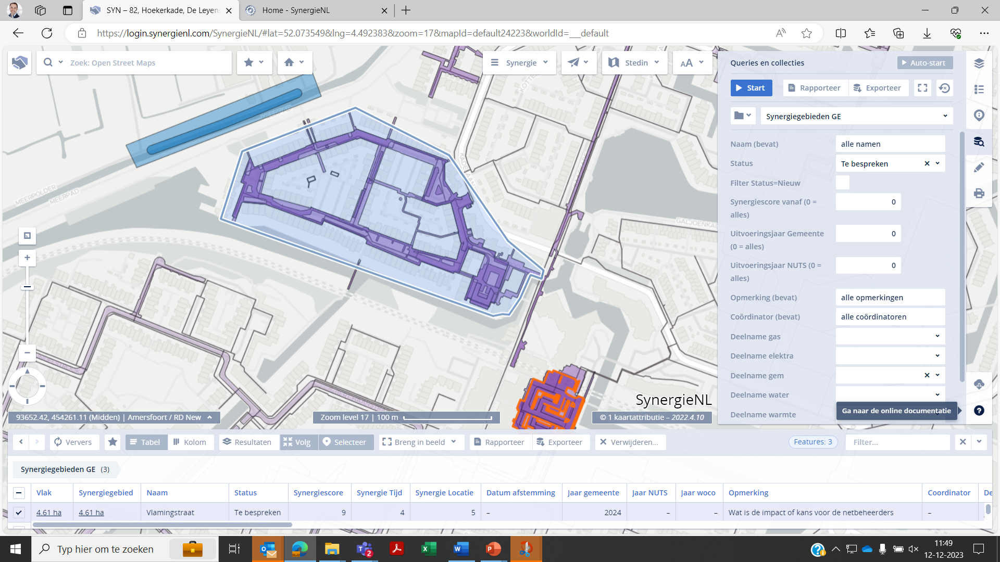 SYN – 82, Hoekerkade, De Leyens
Home - SynergieNL
https://login.synergienl.com/SynergieNL/#lat=52.073549&lng=4.492383&zoom=17&mapId=default24223&worldId=___default
Zoek: Open Street Maps
Synergie
Stedin
AA
Queries en collecties
Auto-start
Start
Rapporteer
Exporteer
Synergiegebieden GE
Naam (bevat)
alle namen
Status
Te bespreken
Filter Status=Nieuw
Synergiescore vanaf (0 =
alles)
0
Uitvoeringsjaar Gemeente
(0 = alles)
0
Uitvoeringsjaar NUTS (0 =
alles)
0
Opmerking (bevat)
alle opmerkingen
Coördinator (bevat)
alle coördinatoren
Deelname gas
Deelname elektra
Deelname gem
Deelname water
Deelname warmte
Ga naar de online documentatie
MEERPOLDER
MEERPAD
MEERPAD
KADELAAN
GALJOENKADE
SynergieNL
93652.42, 454261.11 (Midden) | Amersfoort / RD New
Zoom level 17 | 100 m
© 1 kaartattributie – 2022.4.10
Ververs
Tabel
Kolom
Resultaten
Volg
Selecteer
Breng in beeld
Rapporteer
Exporteer
Verwijderen...
Features: 3
Filter...
Synergiegebieden GE (3)
Vlak Synergiegebied Naam Status Synergiescore Synergie Tijd Synergie Locatie Datum afstemming Jaar gemeente Jaar NUTS Jaar woco Opmerking Coordinator De
4.61 ha 4.61 ha Vlamingstraat Te bespreken 9 4 5 – 2024 – – Wat is de impact of kans voor de netbeheerders –
Typ hier om te zoeken
2
11:49
12-12-2023